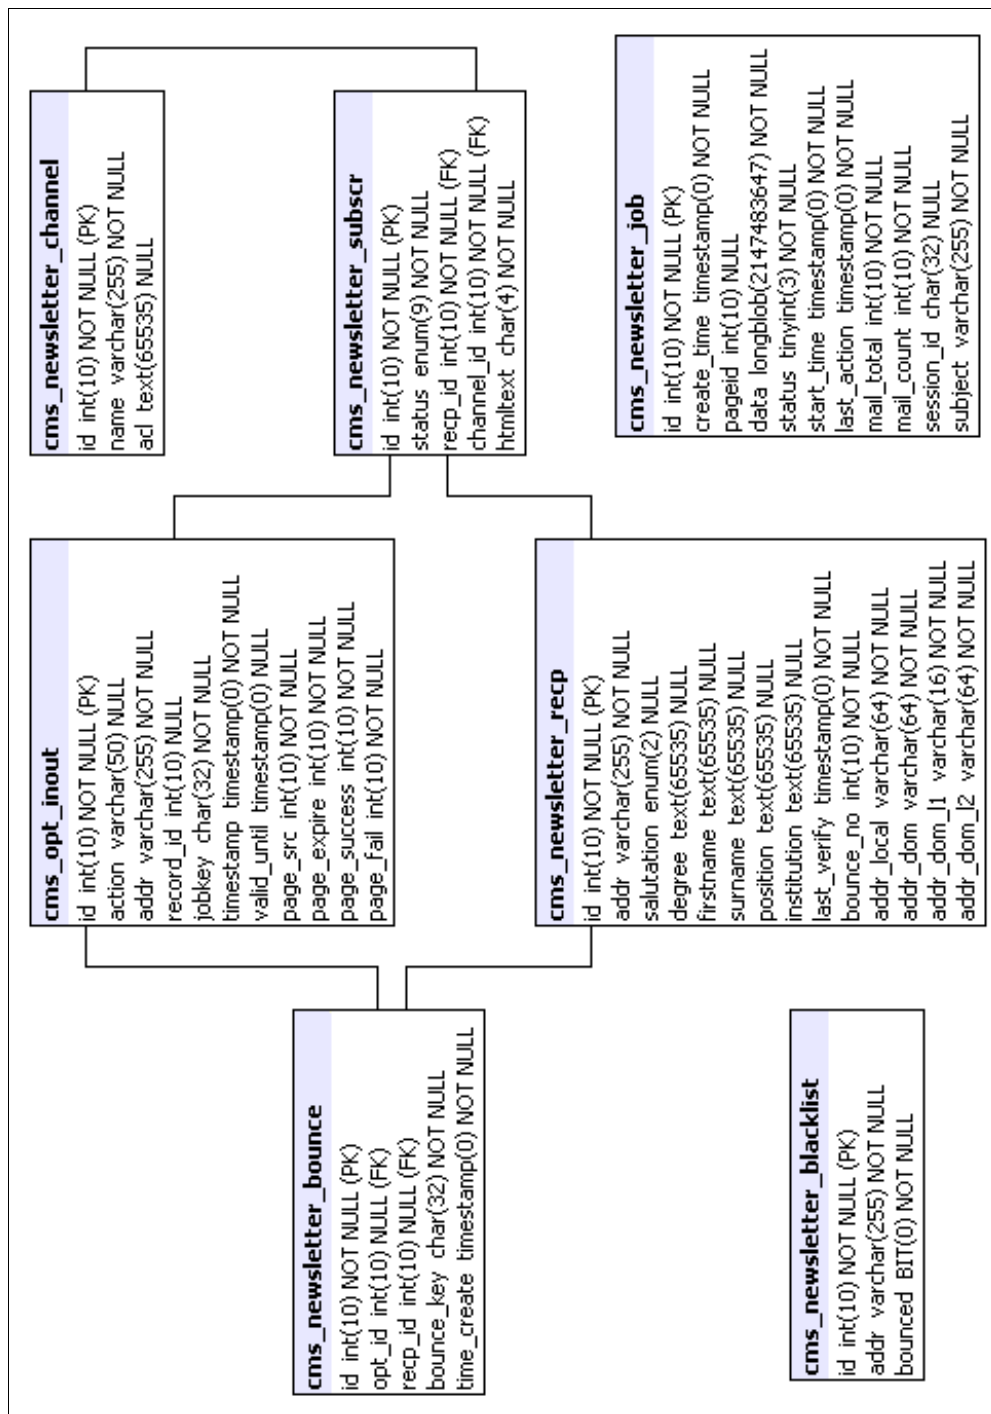 cms_newsletter_bounce
id int(10) NOT NULL (PK)
opt_id int(10) NULL (FK)
recp_id int(10) NULL (FK)
bounce_key char(32) NOT NULL
time_create timestamp(0) NOT NULL
cms_opt_inout
id int(10) NOT NULL (PK)
action varchar(50) NULL
addr varchar(255) NOT NULL
record_id int(10) NULL
jobkey char(32) NOT NULL
timestamp timestamp(0) NOT NULL
valid_until timestamp(0) NULL
page_src int(10) NOT NULL
page_expire int(10) NOT NULL
page_success int(10) NOT NULL
page_fail int(10) NOT NULL
cms_newsletter_channel
id int(10) NOT NULL (PK)
name varchar(255) NOT NULL
acl text(65535) NULL
cms_newsletter_subscr
id int(10) NOT NULL (PK)
status enum(9) NOT NULL
recp_id int(10) NOT NULL (FK)
channel_id int(10) NOT NULL (FK)
htmltext char(4) NOT NULL
cms_newsletter_blacklist
id int(10) NOT NULL (PK)
addr varchar(255) NOT NULL
bounced BIT(0) NOT NULL
cms_newsletter_recp
id int(10) NOT NULL (PK)
addr varchar(255) NOT NULL
salutation enum(2) NULL
degree text(65535) NULL
firstname text(65535) NULL
surname text(65535) NULL
position text(65535) NULL
institution text(65535) NULL
last_verify timestamp(0) NOT NULL
bounce_no int(10) NOT NULL
addr_local varchar(64) NOT NULL
addr_dom varchar(64) NOT NULL
addr_dom_l1 varchar(16) NOT NULL
addr_dom_l2 varchar(64) NOT NULL
cms_newsletter_job
id int(10) NOT NULL (PK)
create_time timestamp(0) NOT NULL
pageid int(10) NULL
data longblob(2147483647) NOT NULL
status tinyint(3) NOT NULL
start_time timestamp(0) NOT NULL
last_action timestamp(0) NOT NULL
mail_total int(10) NOT NULL
mail_count int(10) NOT NULL
session_id char(32) NULL
subject varchar(255) NOT NULL